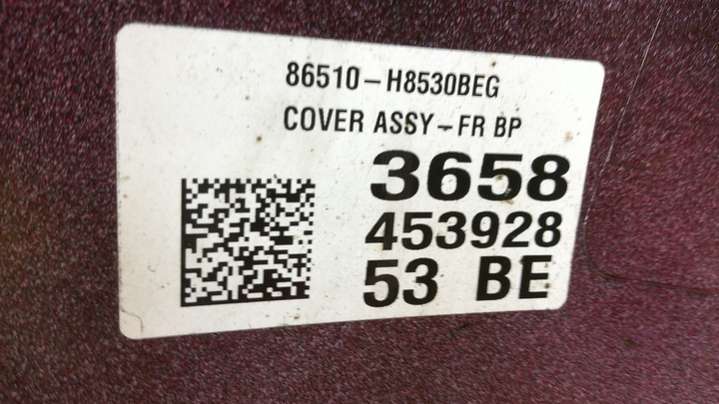 86510-H8530BEG
COVER ASSY-FR BP
3658
453928
53 BE